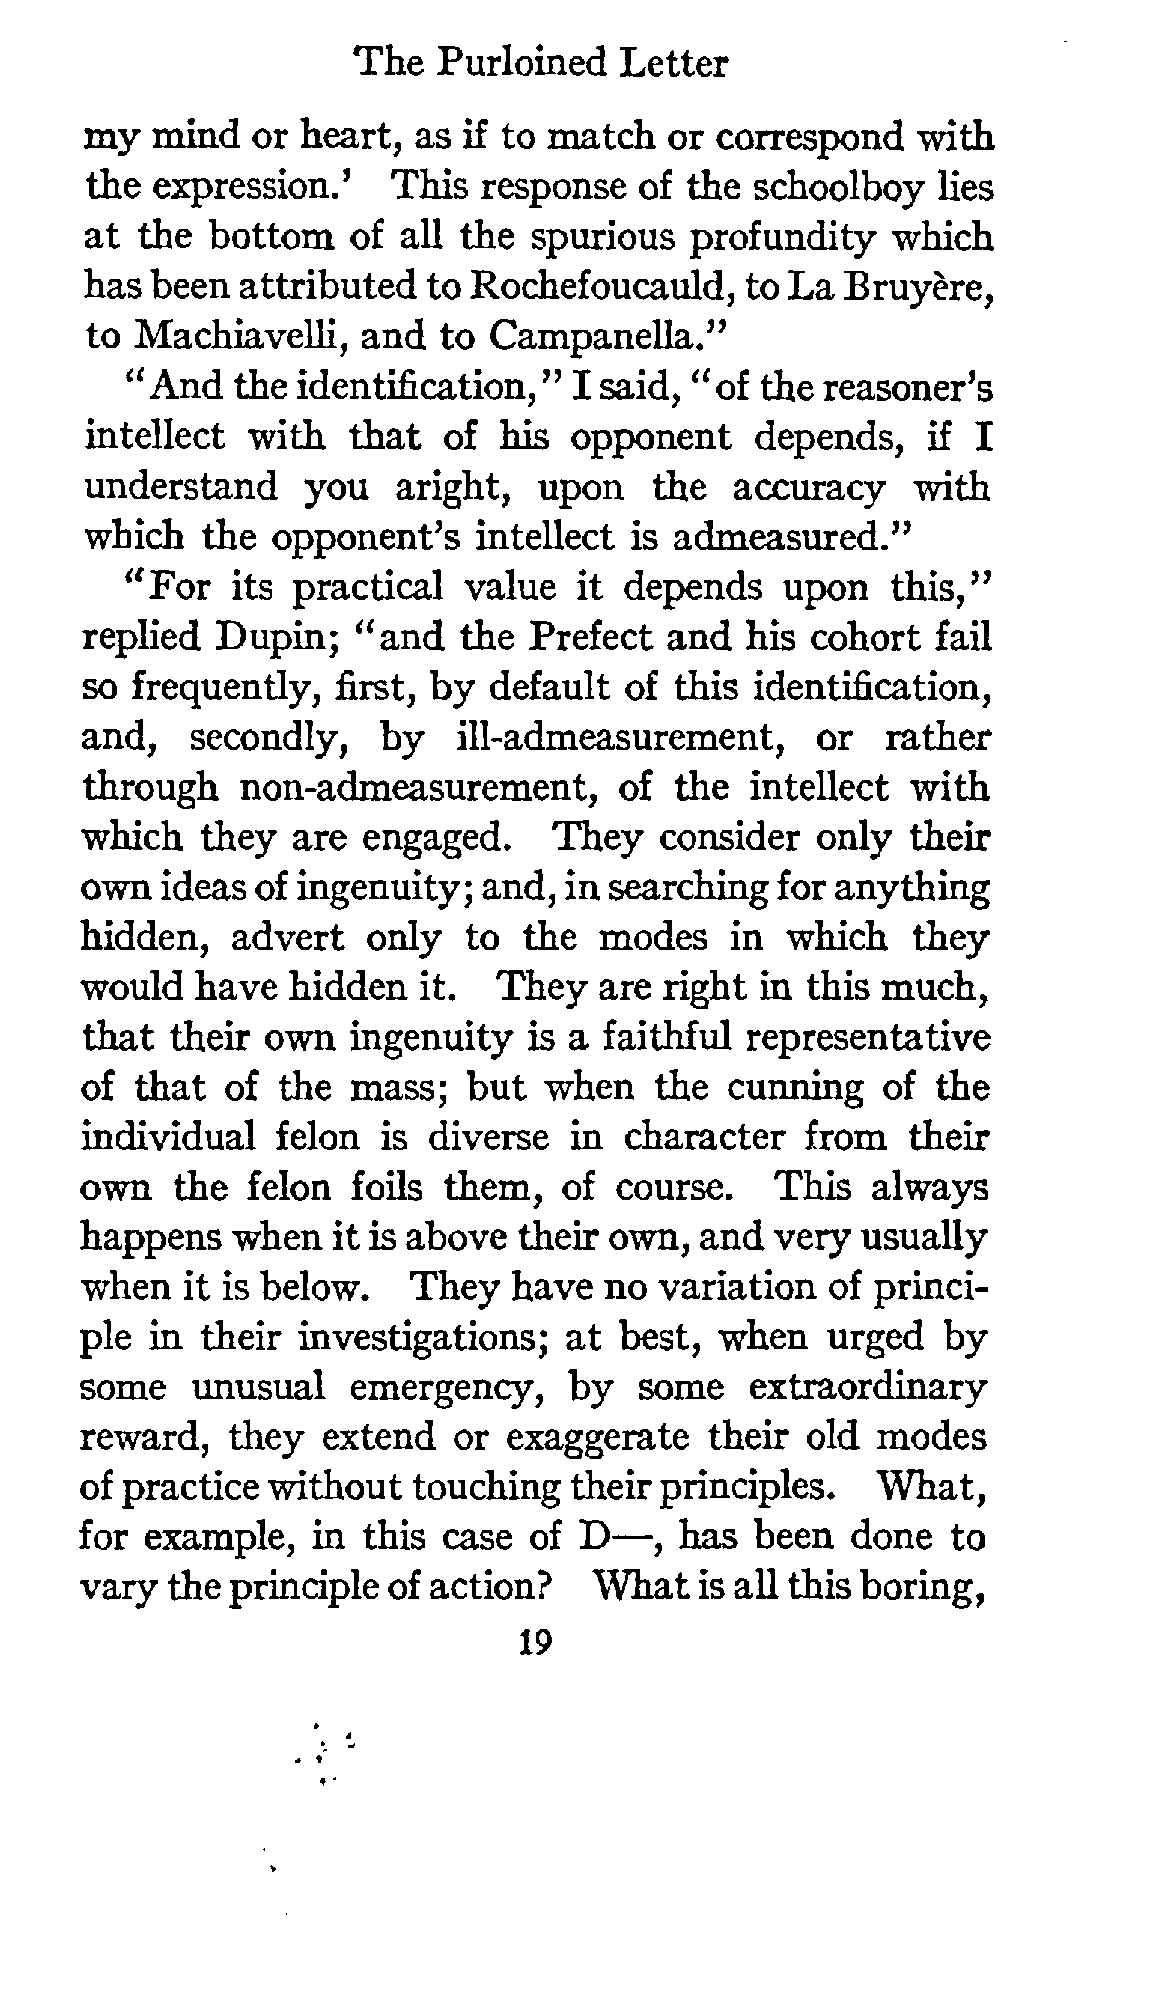 The Purloined Letter
my mind or heart, as if to match or correspond with
the expression.' This response of the schoolboy lies
at the bottom of all the spurious profundity which
has been attributed to Rochefoucauld, to La Bruyère,
to Machiavelli, and to Campanella."
"And the identification," I said, "of the reasoner's
intellect with that of his opponent depends, if I
understand you aright, upon the accuracy with
which the opponent's intellect is admeasured."
"For its practical value it depends upon this,"
replied Dupin; "and the Prefect and his cohort fail
so frequently, first, by default of this identification,
and, secondly, by ill-admeasurement, or rather
through non-admeasurement, of the intellect with
which they are engaged. They consider only their
own ideas of ingenuity; and, in searching for anything
hidden, advert only to the modes in which they
would have hidden it. They are right in this much,
that their own ingenuity is a faithful representative
of that of the mass; but when the cunning of the
individual felon is diverse in character from their
own the felon foils them, of course. This always
happens when it is above their own, and very usually
when it is below. They have no variation of princi-
ple in their investigations; at best, when urged by
some unusual emergency, by some extraordinary
reward, they extend or exaggerate their old modes
of practice without touching their principles. What,
for example, in this case of D—, has been done to
vary the principle of action? What is all this boring,
19